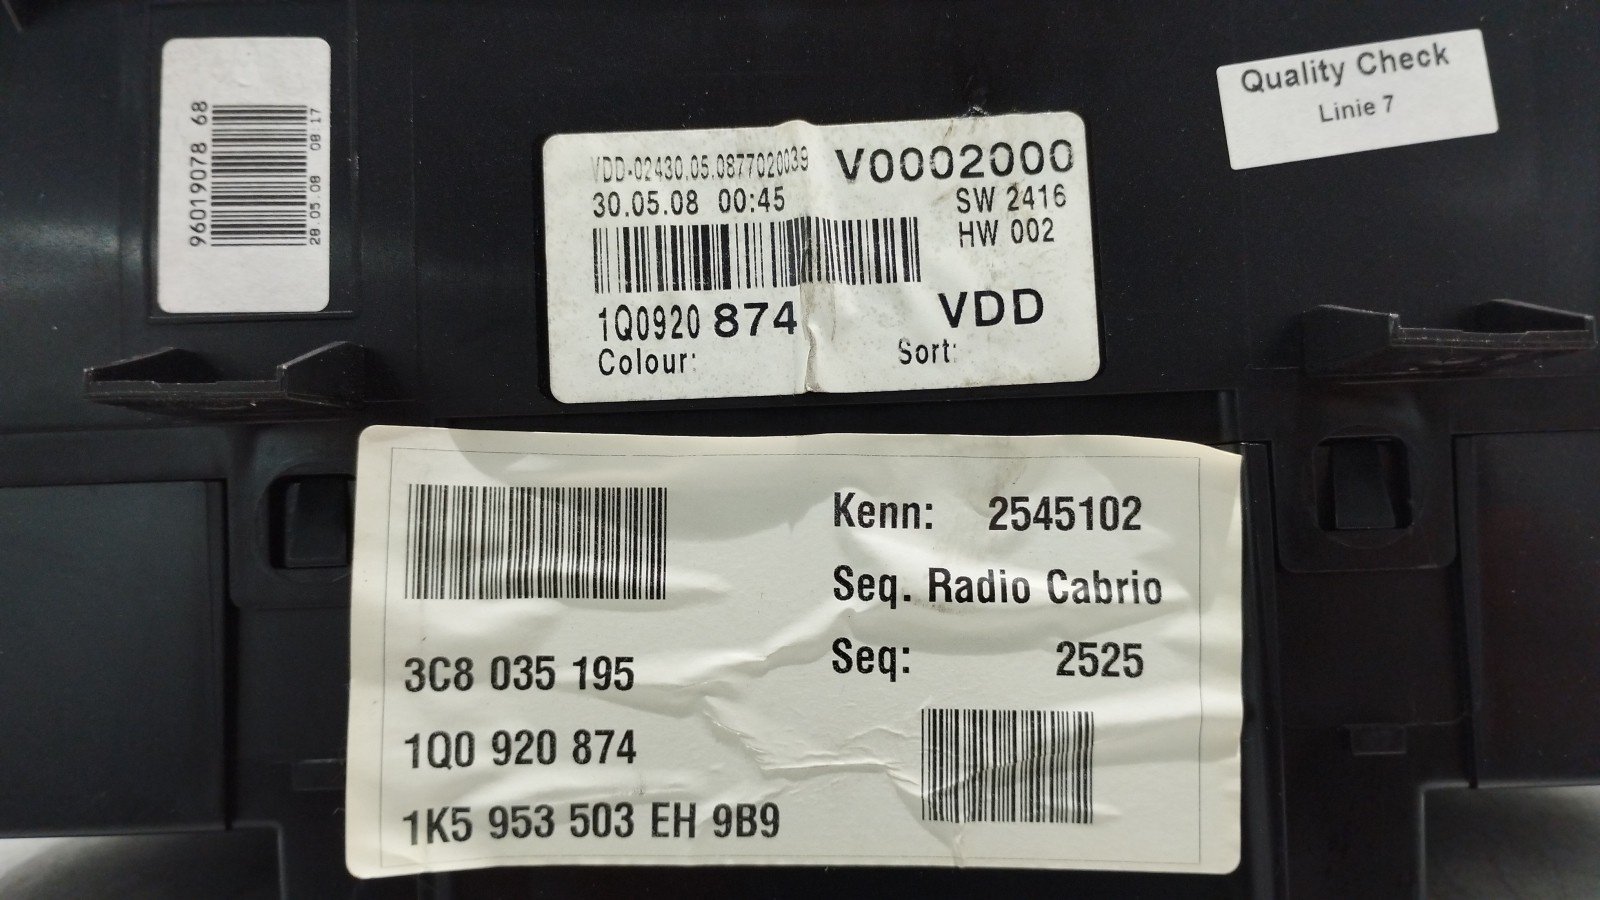 96019078 68
28.05.08 08:17
VDD-02430.05.0877020039
V0002000
30.05.08 00:45
SW 2416
HW 002
1Q0920 874
VDD
Colour:
Sort:
Quality Check
Linie 7
Kenn: 2545102
Seq. Radio Cabrio
Seq: 2525
3C8 035 195
1Q0 920 874
1K5 953 503 EH 9B9